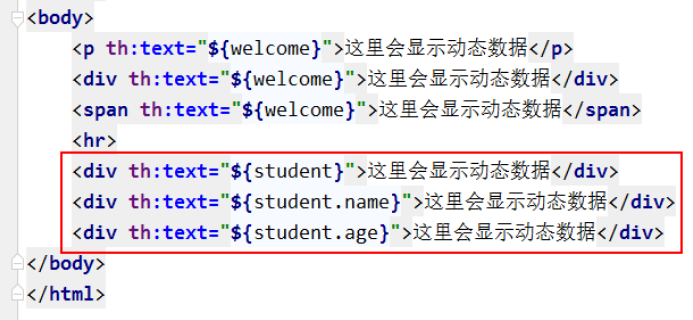 <body>
<p th:text="${welcome}">这里会显示动态数据</p>
<div th:text="${welcome}">这里会显示动态数据</div>
<span th:text="${welcome}">这里会显示动态数据</span>
<hr>
<div th:text="${student}">这里会显示动态数据</div>
<div th:text="${student.name}">这里会显示动态数据</div>
<div th:text="${student.age}">这里会显示动态数据</div>
</body>
</html>